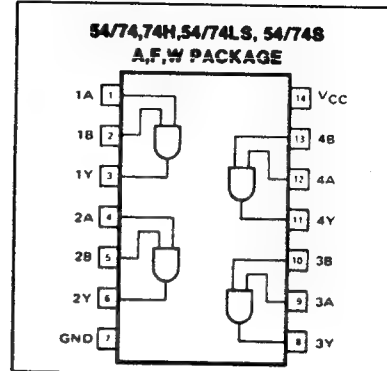 54/74,74H,54/74LS, 54/74S
A,F,W PACKAGE
1A 1 14 VCC
1B 2 13 4B
1Y 3 12 4A
2A 4 11 4Y
2B 5 10 3B
2Y 6 9 3A
GND 7 8 3Y